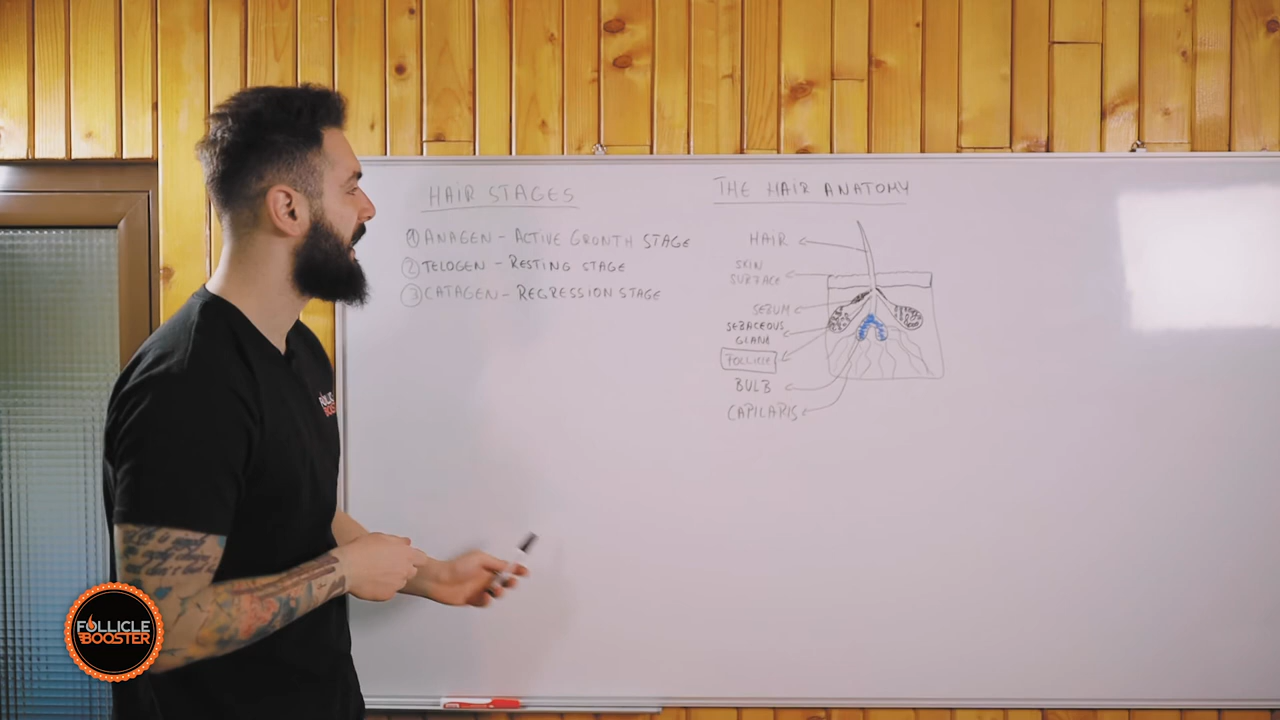 HAIR STAGES
① ANAGEN - ACTIVE GROWTH STAGE
② TELOGEN - RESTING STAGE
③ CATAGEN - REGRESSION STAGE
THE HAIR ANATOMY
HAIR
SKIN
SURFACE
SEBUM
SEBACEOUS
GLAND
FOLLICLE
BULB
CAPILARIS
FOLLICLE
BOOSTER